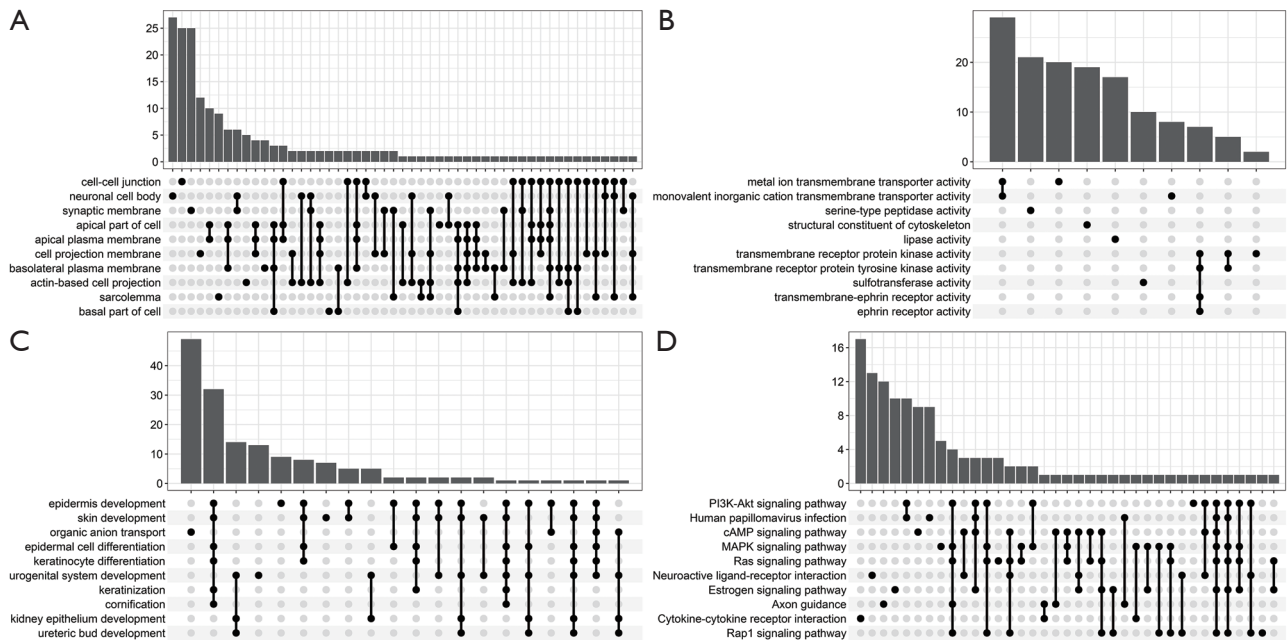 A
25
20
15
10
5
0
cell-cell junction
neuronal cell body
synaptic membrane
apical part of cell
apical plasma membrane
cell projection membrane
basolateral plasma membrane
actin-based cell projection
sarcolemma
basal part of cell
B
20
10
0
metal ion transmembrane transporter activity
monovalent inorganic cation transmembrane transporter activity
serine-type peptidase activity
structural constituent of cytoskeleton
lipase activity
transmembrane receptor protein kinase activity
transmembrane receptor protein tyrosine kinase activity
sulfotransferase activity
transmembrane-ephrin receptor activity
ephrin receptor activity
C
40
30
20
10
0
epidermis development
skin development
organic anion transport
epidermal cell differentiation
keratinocyte differentiation
urogenital system development
keratinization
cornification
kidney epithelium development
ureteric bud development
D
16
12
8
4
0
PI3K-Akt signaling pathway
Human papillomavirus infection
cAMP signaling pathway
MAPK signaling pathway
Ras signaling pathway
Neuroactive ligand-receptor interaction
Estrogen signaling pathway
Axon guidance
Cytokine-cytokine receptor interaction
Rap1 signaling pathway